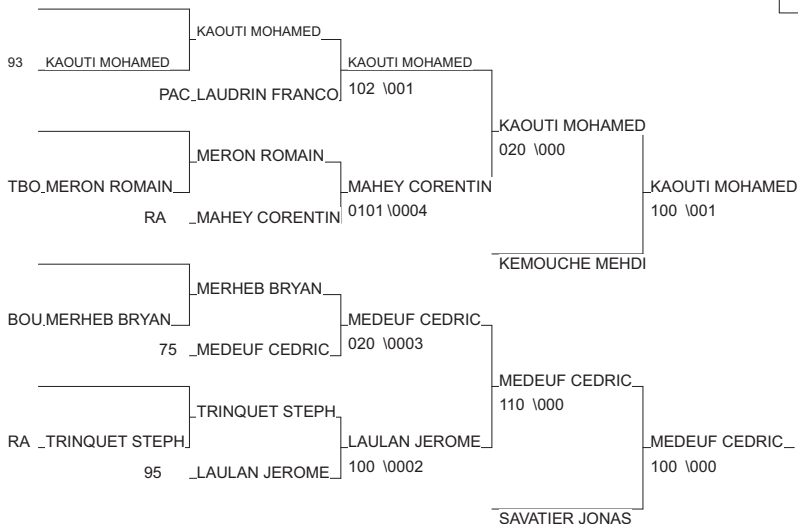 KAOUTI MOHAMED
93 KAOUTI MOHAMED KAOUTI MOHAMED
PAC LAUDRIN FRANCO 102 \001
KAOUTI MOHAMED
020 \000
MERON ROMAIN
TBO MERON ROMAIN MAHEY CORENTIN KAOUTI MOHAMED
RA MAHEY CORENTIN 0101 \0004 100 \001
KEMOUCHE MEHDI
MERHEB BRYAN
BOU MERHEB BRYAN MEDEUF CEDRIC
75 MEDEUF CEDRIC 020 \0003
MEDEUF CEDRIC
110 \000
TRINQUET STEPH
RA TRINQUET STEPH LAULAN JEROME MEDEUF CEDRIC
95 LAULAN JEROME 100 \0002 100 \000
SAVATIER JONAS